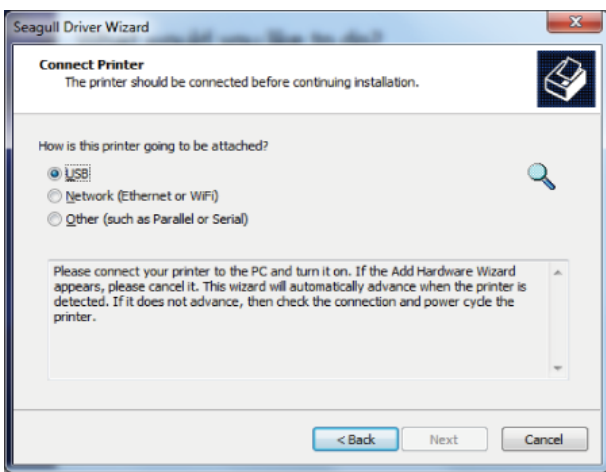 Seagull Driver Wizard
Connect Printer
The printer should be connected before continuing installation.
How is this printer going to be attached?
USB
Network (Ethernet or WiFi)
Other (such as Parallel or Serial)
Please connect your printer to the PC and turn it on. If the Add Hardware Wizard
appears, please cancel it. This wizard will automatically advance when the printer is
detected. If it does not advance, then check the connection and power cycle the
printer.
< Back Next Cancel